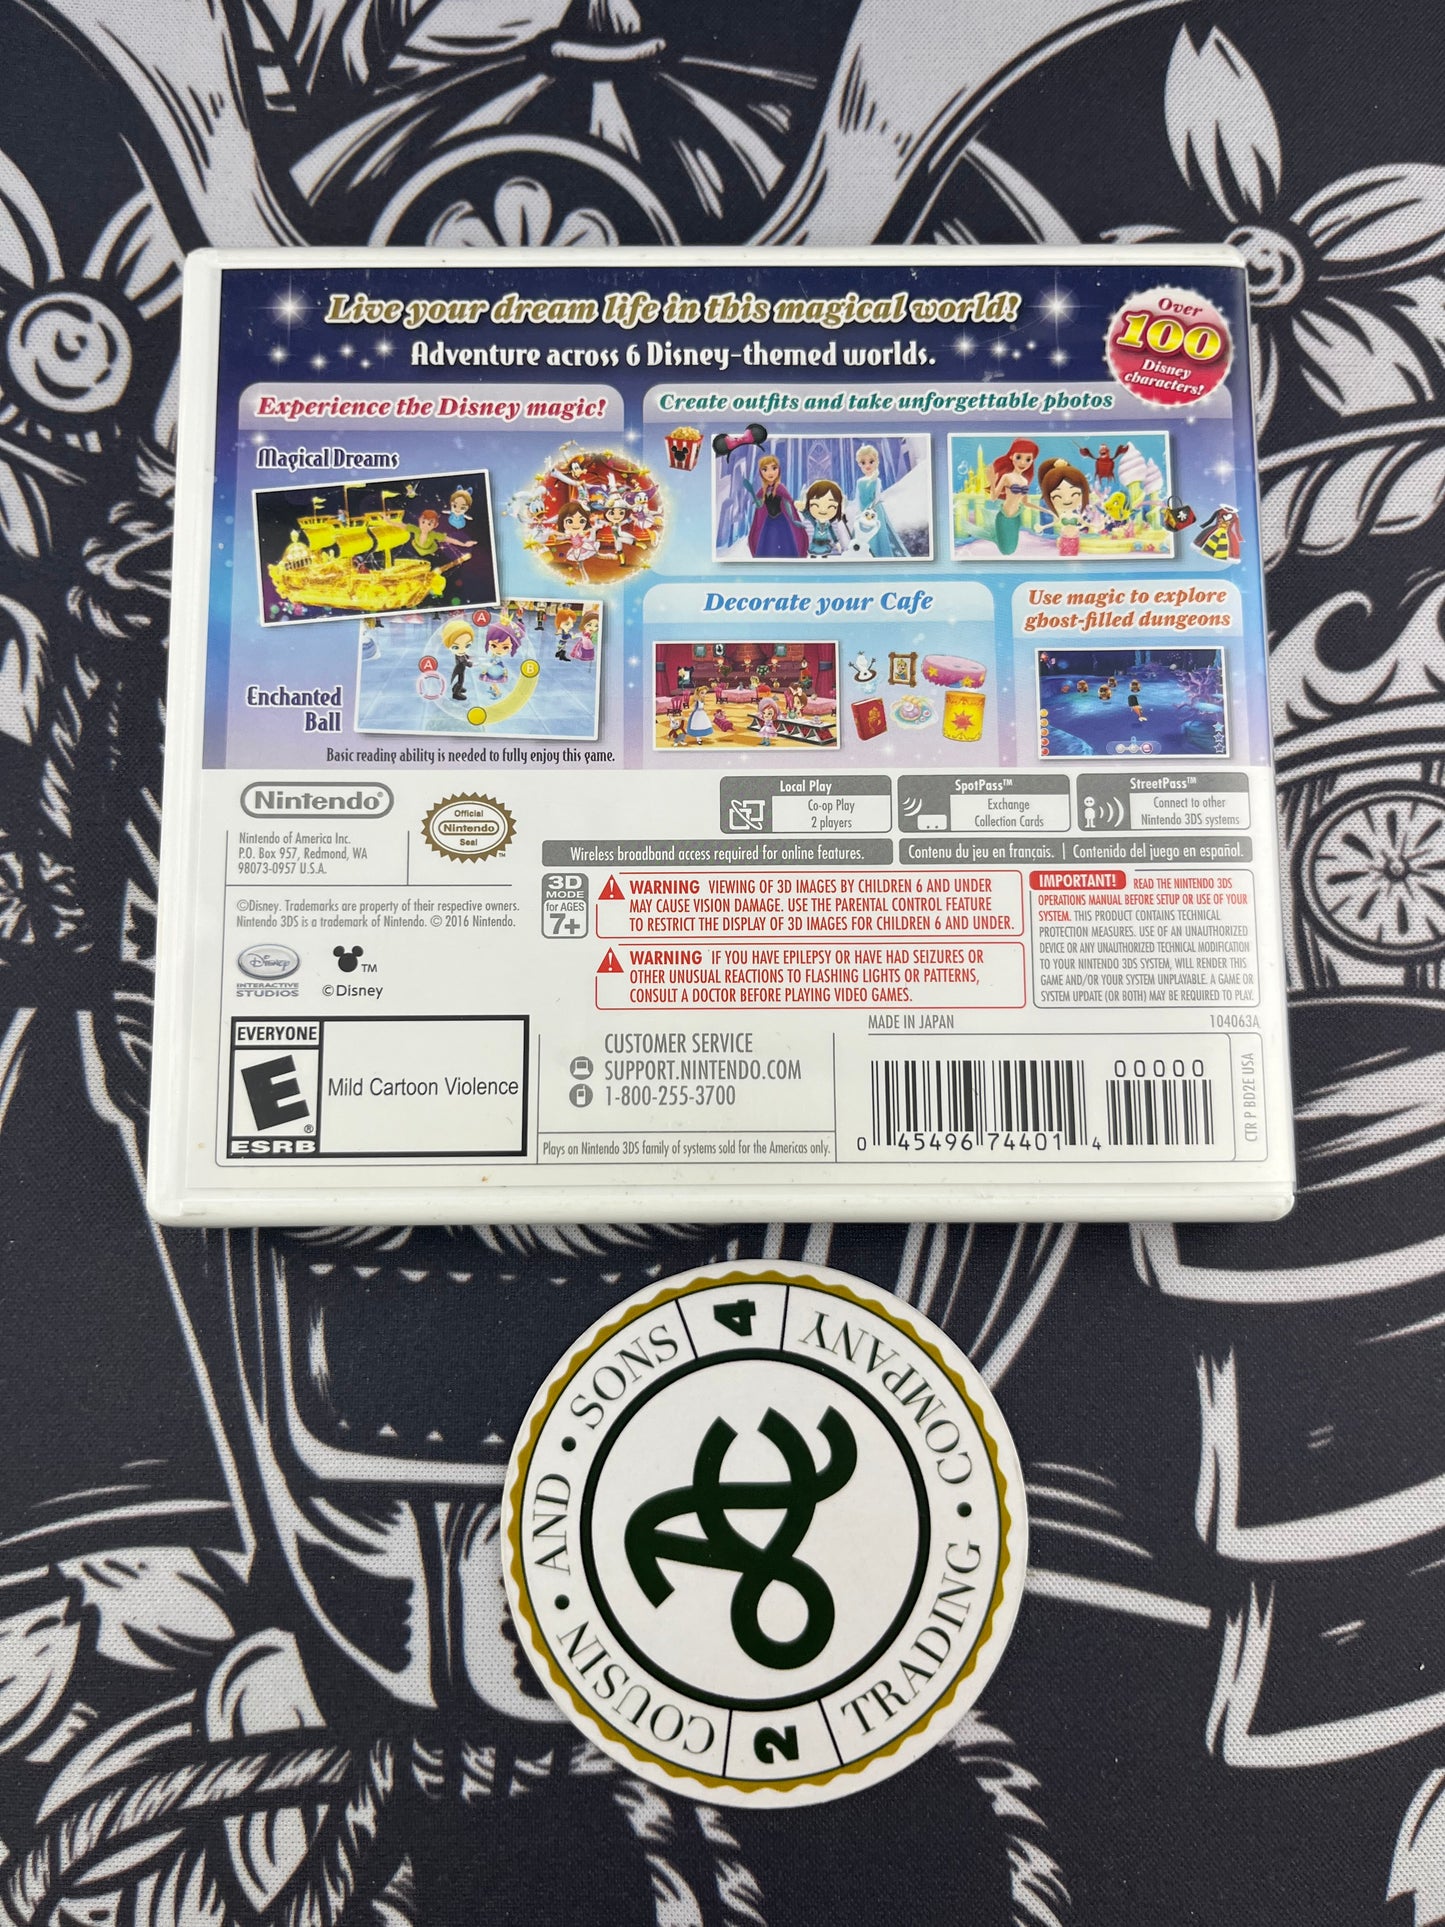 Live your dream life in this magical world!
Adventure across 6 Disney-themed worlds.
Over
100
Disney
characters!
Experience the Disney magic!
Magical Dreams
A
A
B
Enchanted
Ball
Basic reading ability is needed to fully enjoy this game.
Create outfits and take unforgettable photos
Decorate your Cafe
Use magic to explore
ghost-filled dungeons
Nintendo®
Nintendo of America Inc.
P.O. Box 957, Redmond, WA
98073-0957 U.S.A.
Official
Nintendo
Seal
TM
Local Play
Co-op Play
2 players
SpotPass™
Exchange
Collection Cards
StreetPass™
Connect to other
Nintendo 3DS systems
Wireless broadband access required for online features.
Contenu du jeu en français. | Contenido del juego en español.
©Disney. Trademarks are property of their respective owners.
Nintendo 3DS is a trademark of Nintendo. © 2016 Nintendo.
Disney
INTERACTIVE
STUDIOS
TM
©Disney
3D
MODE
for AGES
7+
WARNING VIEWING OF 3D IMAGES BY CHILDREN 6 AND UNDER
MAY CAUSE VISION DAMAGE. USE THE PARENTAL CONTROL FEATURE
TO RESTRICT THE DISPLAY OF 3D IMAGES FOR CHILDREN 6 AND UNDER.
WARNING IF YOU HAVE EPILEPSY OR HAVE HAD SEIZURES OR
OTHER UNUSUAL REACTIONS TO FLASHING LIGHTS OR PATTERNS,
CONSULT A DOCTOR BEFORE PLAYING VIDEO GAMES.
IMPORTANT! READ THE NINTENDO 3DS
OPERATIONS MANUAL BEFORE SETUP OR USE OF YOUR
SYSTEM. THIS PRODUCT CONTAINS TECHNICAL
PROTECTION MEASURES. USE OF AN UNAUTHORIZED
DEVICE OR ANY UNAUTHORIZED TECHNICAL MODIFICATION
TO YOUR NINTENDO 3DS SYSTEM, WILL RENDER THIS
GAME AND/OR YOUR SYSTEM UNPLAYABLE. A GAME OR
SYSTEM UPDATE (OR BOTH) MAY BE REQUIRED TO PLAY.
EVERYONE
E
®
ESRB
Mild Cartoon Violence
CUSTOMER SERVICE
SUPPORT.NINTENDO.COM
1-800-255-3700
Plays on Nintendo 3DS family of systems sold for the Americas only.
MADE IN JAPAN
104063A
00000
0 45496 74401 4
CTR P BD2E USA
COUSIN • AND • SONS
4
COMPANY • TRADING
2